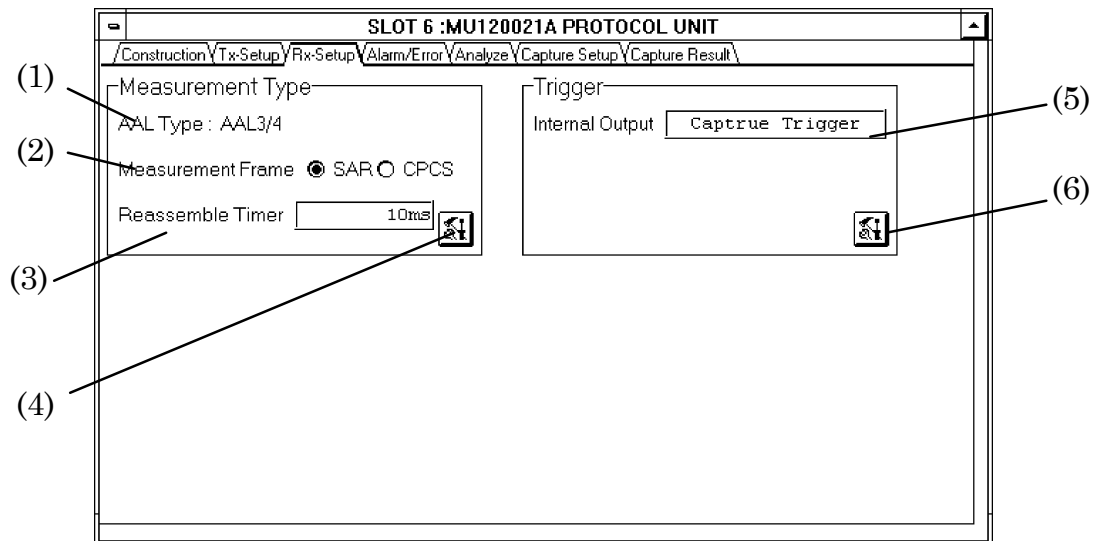 SLOT 6 :MU120021A PROTOCOL UNIT
Construction Tx-Setup Rx-Setup Alarm/Error Analyze Capture Setup Capture Result
Measurement Type
AAL Type : AAL3/4
Measurement Frame SAR CPCS
Reassemble Timer 10ms
Trigger
Internal Output Captrue Trigger
(1)
(2)
(3)
(4)
(5)
(6)